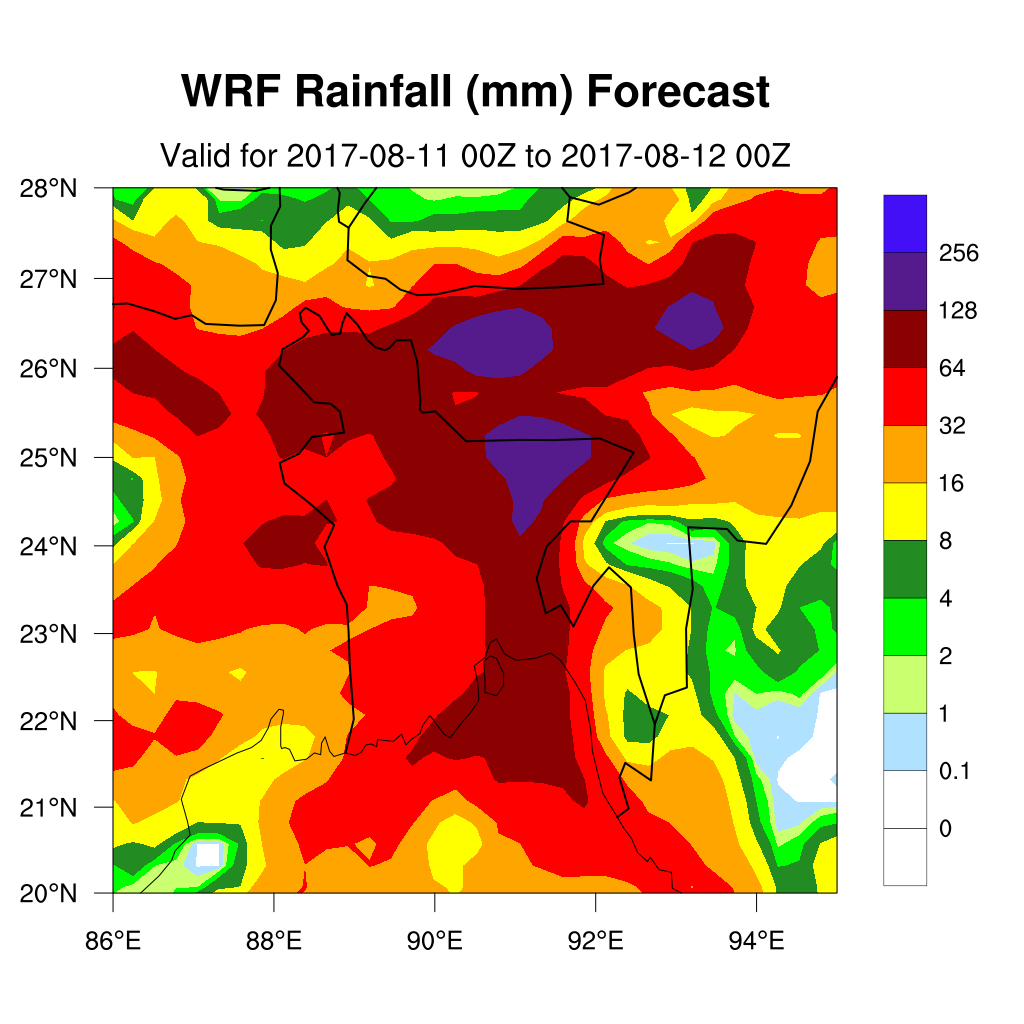 WRF Rainfall (mm) Forecast
Valid for 2017-08-11 00Z to 2017-08-12 00Z
28°N
27°N
26°N
25°N
24°N
23°N
22°N
21°N
20°N
86°E 88°E 90°E 92°E 94°E
256
128
64
32
16
8
4
2
1
0.1
0